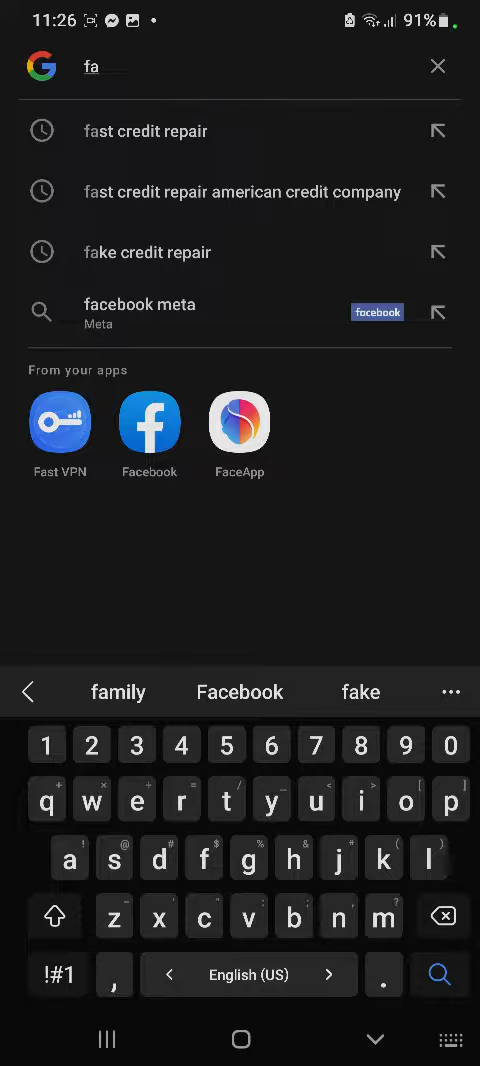 11:26 91%
fa
fast credit repair
fast credit repair american credit company
fake credit repair
facebook meta
Meta
facebook
From your apps
Fast VPN Facebook FaceApp
family Facebook fake
1 2 3 4 5 6 7 8 9 0
+ × ÷ = / _ < > [ ]
q w e r t y u i o p
! @ # $ % ^ & * ( )
a s d f g h j k l
- ' " : ; , ?
z x c v b n m
!#1 , < English (US) > .